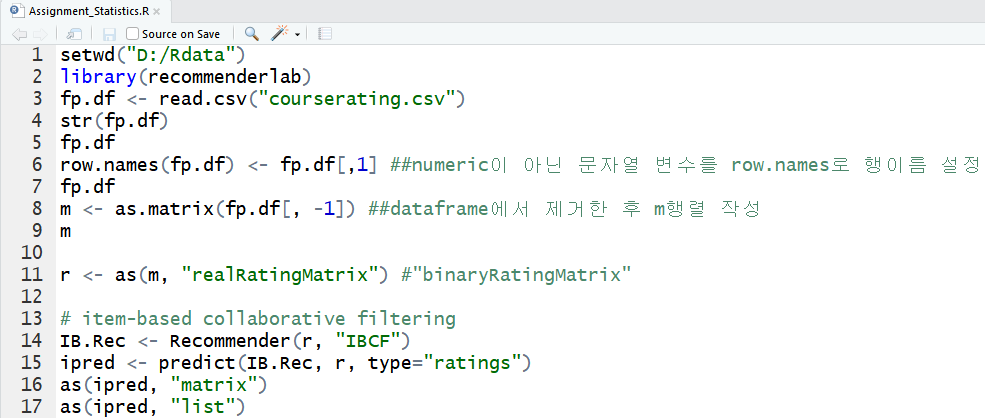 Assignment_Statistics.R
Source on Save
1 setwd("D:/Rdata")
2 library(recommenderlab)
3 fp.df <- read.csv("courserating.csv")
4 str(fp.df)
5 fp.df
6 row.names(fp.df) <- fp.df[,1] ##numeric이 아닌 문자열 변수를 row.names로 행이름 설정
7 fp.df
8 m <- as.matrix(fp.df[, -1]) ##dataframe에서 제거한 후 m행렬 작성
9 m
10
11 r <- as(m, "realRatingMatrix") #"binaryRatingMatrix"
12
13 # item-based collaborative filtering
14 IB.Rec <- Recommender(r, "IBCF")
15 ipred <- predict(IB.Rec, r, type="ratings")
16 as(ipred, "matrix")
17 as(ipred, "list")